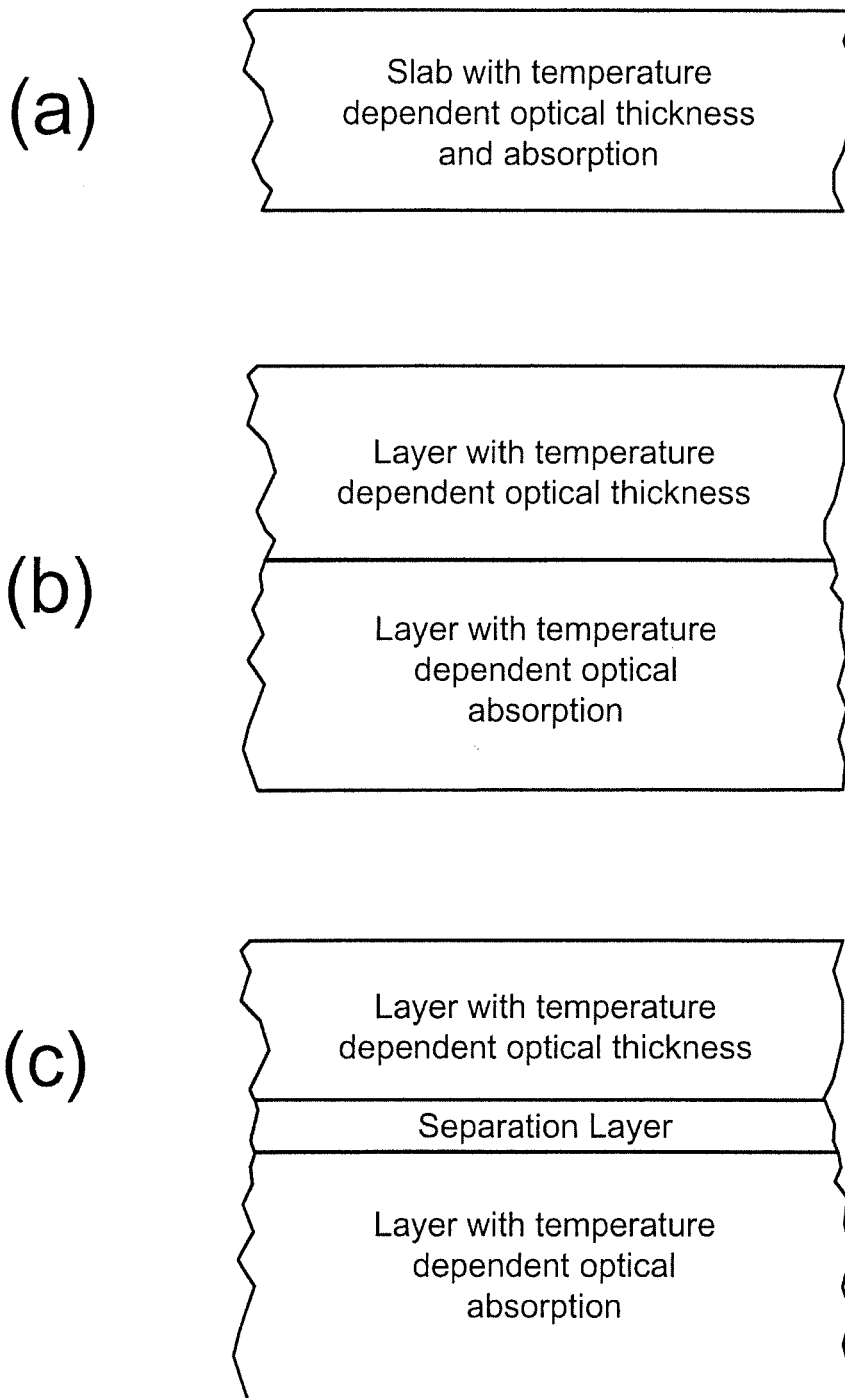 (a)
Slab with temperature
dependent optical thickness
and absorption
(b)
Layer with temperature
dependent optical thickness
Layer with temperature
dependent optical
absorption
(c)
Layer with temperature
dependent optical thickness
Separation Layer
Layer with temperature
dependent optical
absorption